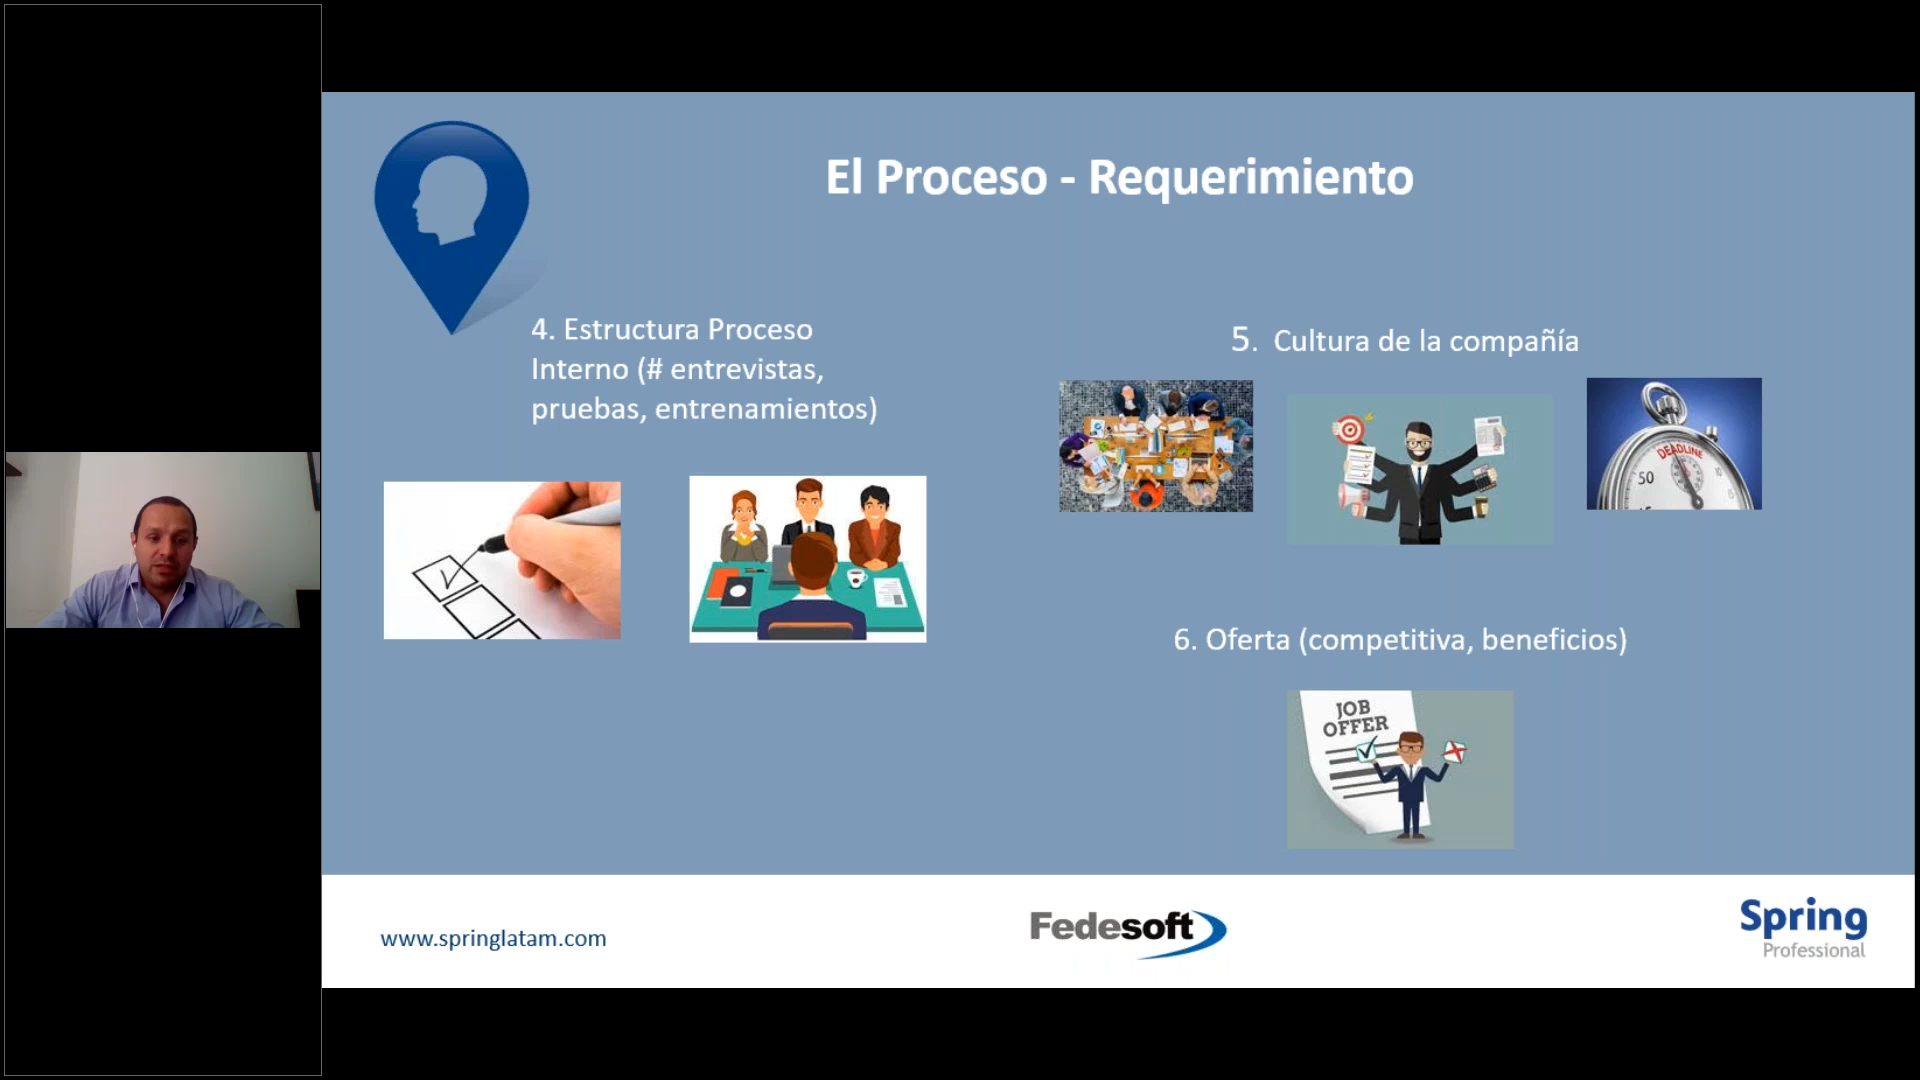 El Proceso - Requerimiento
4. Estructura Proceso
Interno (# entrevistas,
pruebas, entrenamientos)
5. Cultura de la compañía
DEADLINE
50
6. Oferta (competitiva, beneficios)
JOB
OFFER
www.springlatam.com
Fedesoft
Spring
Professional